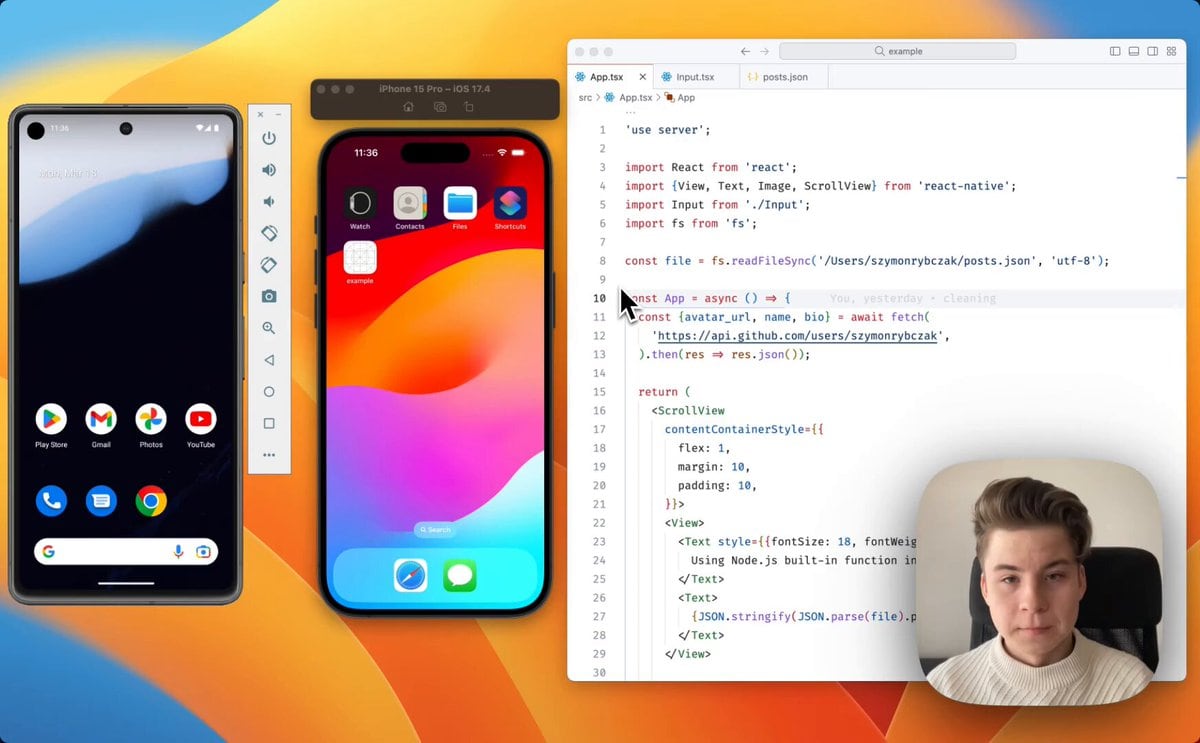 11:36
Mon, Mar 18
Play Store
Gmail
Photos
YouTube
iPhone 15 Pro – iOS 17.4
11:36
Watch
Contacts
Files
Shortcuts
example
Search
example
App.tsx
Input.tsx
posts.json
src > App.tsx > App
...
1 'use server';
2
3 import React from 'react';
4 import {View, Text, Image, ScrollView} from 'react-native';
5 import Input from './Input';
6 import fs from 'fs';
7
8 const file = fs.readFileSync('/Users/szymonrybczak/posts.json', 'utf-8');
9
10 const App = async () ⇒ { You, yesterday • cleaning
11 const {avatar_url, name, bio} = await fetch(
12 'https://api.github.com/users/szymonrybczak',
13 ).then(res ⇒ res.json());
14
15 return (
16 <ScrollView
17 contentContainerStyle={{
18 flex: 1,
19 margin: 10,
20 padding: 10,
21 }}>
22 <View>
23 <Text style={{fontSize: 18, fontWeig
24 Using Node.js built-in function in
25 </Text>
26 <Text>
27 {JSON.stringify(JSON.parse(file).p
28 </Text>
29 </View>
30